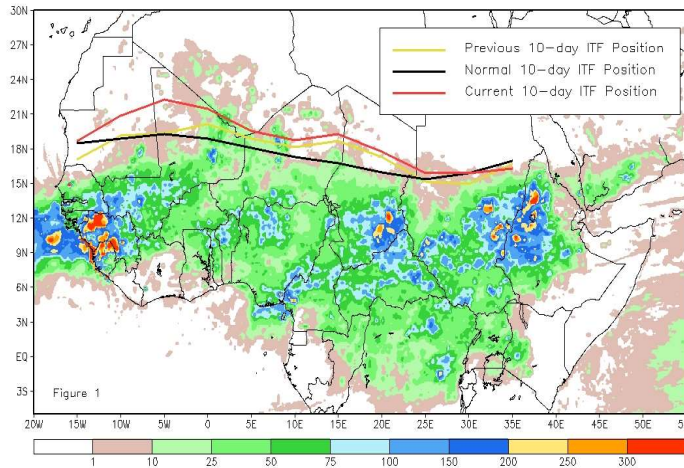 30N
Previous 10-day ITF Position
27N
Normal 10-day ITF Position
24N
Current 10-day ITF Position
21N
18N
15N
12N
9N
6N
3N
EQ
Figure 1
3S
20W 15W 10W 5W 0 5E 10E 15E 20E 25E 30E 35E 40E 45E 50E
1 10 25 50 75 100 150 200 250 300